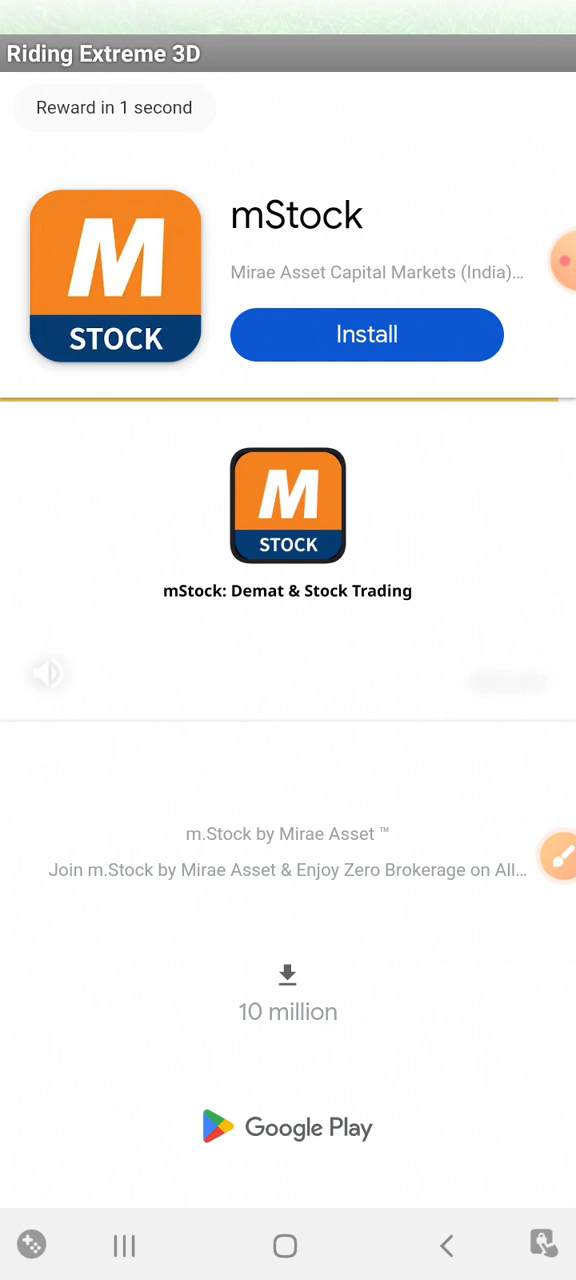 Riding Extreme 3D
Reward in 1 second
M
STOCK
mStock
Mirae Asset Capital Markets (India)...
Install
M
STOCK
mStock: Demat & Stock Trading
m.Stock by Mirae Asset ™
Join m.Stock by Mirae Asset & Enjoy Zero Brokerage on All...
10 million
Google Play